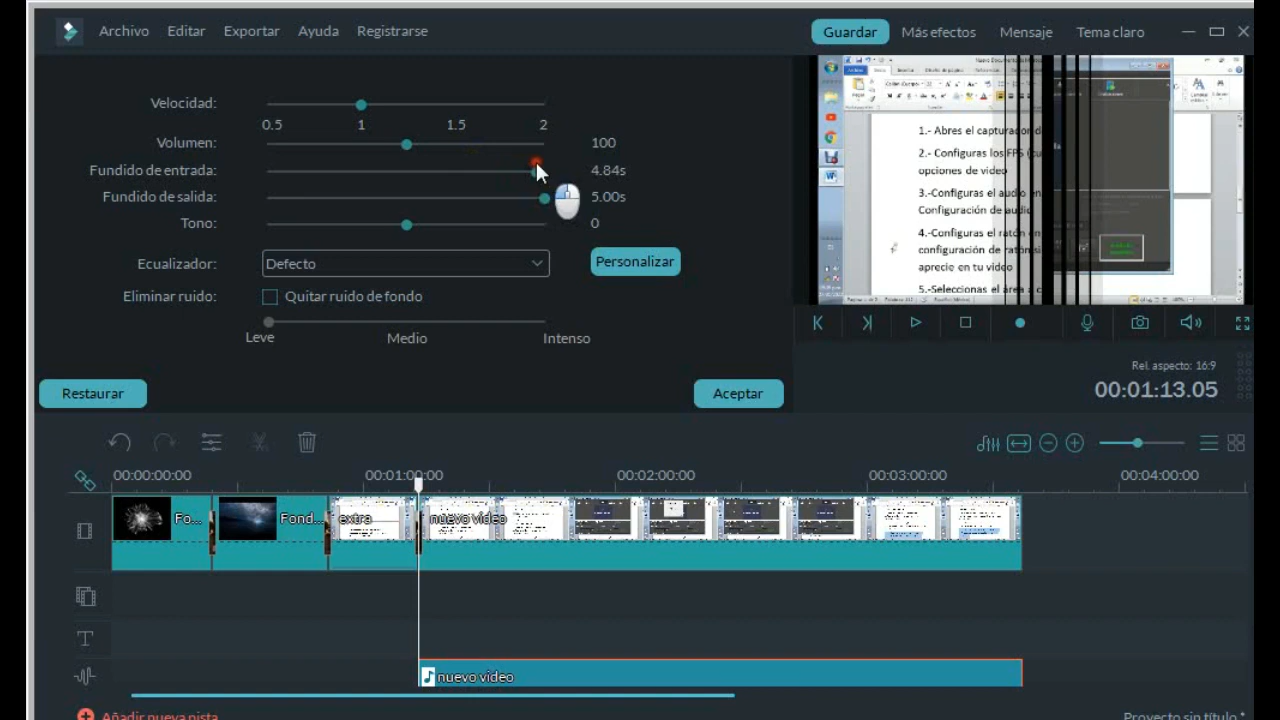 Archivo Editar Exportar Ayuda Registrarse Guardar Más efectos Mensaje Tema claro
Velocidad:
0.5 1 1.5 2
Volumen: 100
Fundido de entrada: 4.84s
Fundido de salida: 5.00s
Tono: 0
Ecualizador: Defecto Personalizar
Eliminar ruido: Quitar ruido de fondo
Leve Medio Intenso
Restaurar Aceptar
1.- Abres el capturador d
2.- Configuras los FPS (cu
opciones de video
3.-Configuras el audio en
Configuración de audio
4.-Configuras el ratón en
configuración de ratón si
aprecie en tu video
5.-Seleccionas el área a c
Rel. aspecto: 16:9
00:01:13.05
00:00:00:00 00:01:00:00 00:02:00:00 00:03:00:00 00:04:00:00
Fo... Fond... extra nuevo video
nuevo video
Añadir nueva pista Proyecto sin título *